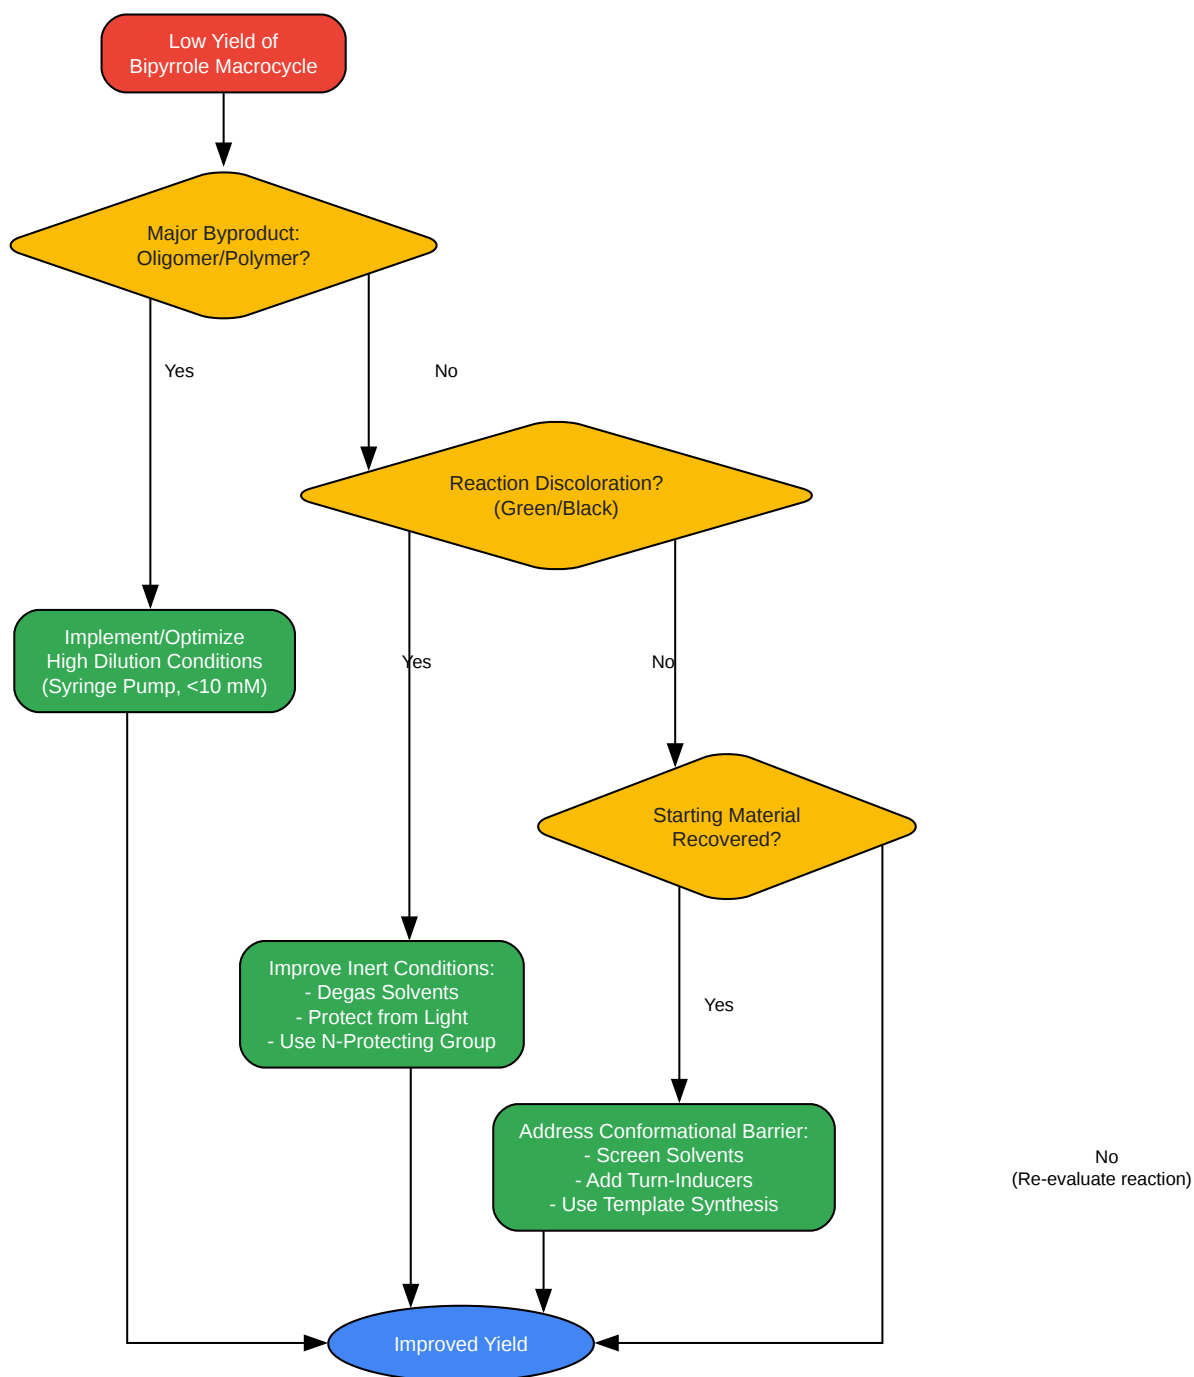 Low Yield of
Bipyrrole Macrocycle
Major Byproduct:
Oligomer/Polymer?
Yes
No
Reaction Discoloration?
(Green/Black)
Implement/Optimize
High Dilution Conditions
(Syringe Pump, <10 mM)
Yes
No
Starting Material
Recovered?
Improve Inert Conditions:
- Degas Solvents
- Protect from Light
- Use N-Protecting Group
Yes
Address Conformational Barrier:
- Screen Solvents
- Add Turn-Inducers
- Use Template Synthesis
No
(Re-evaluate reaction)
Improved Yield